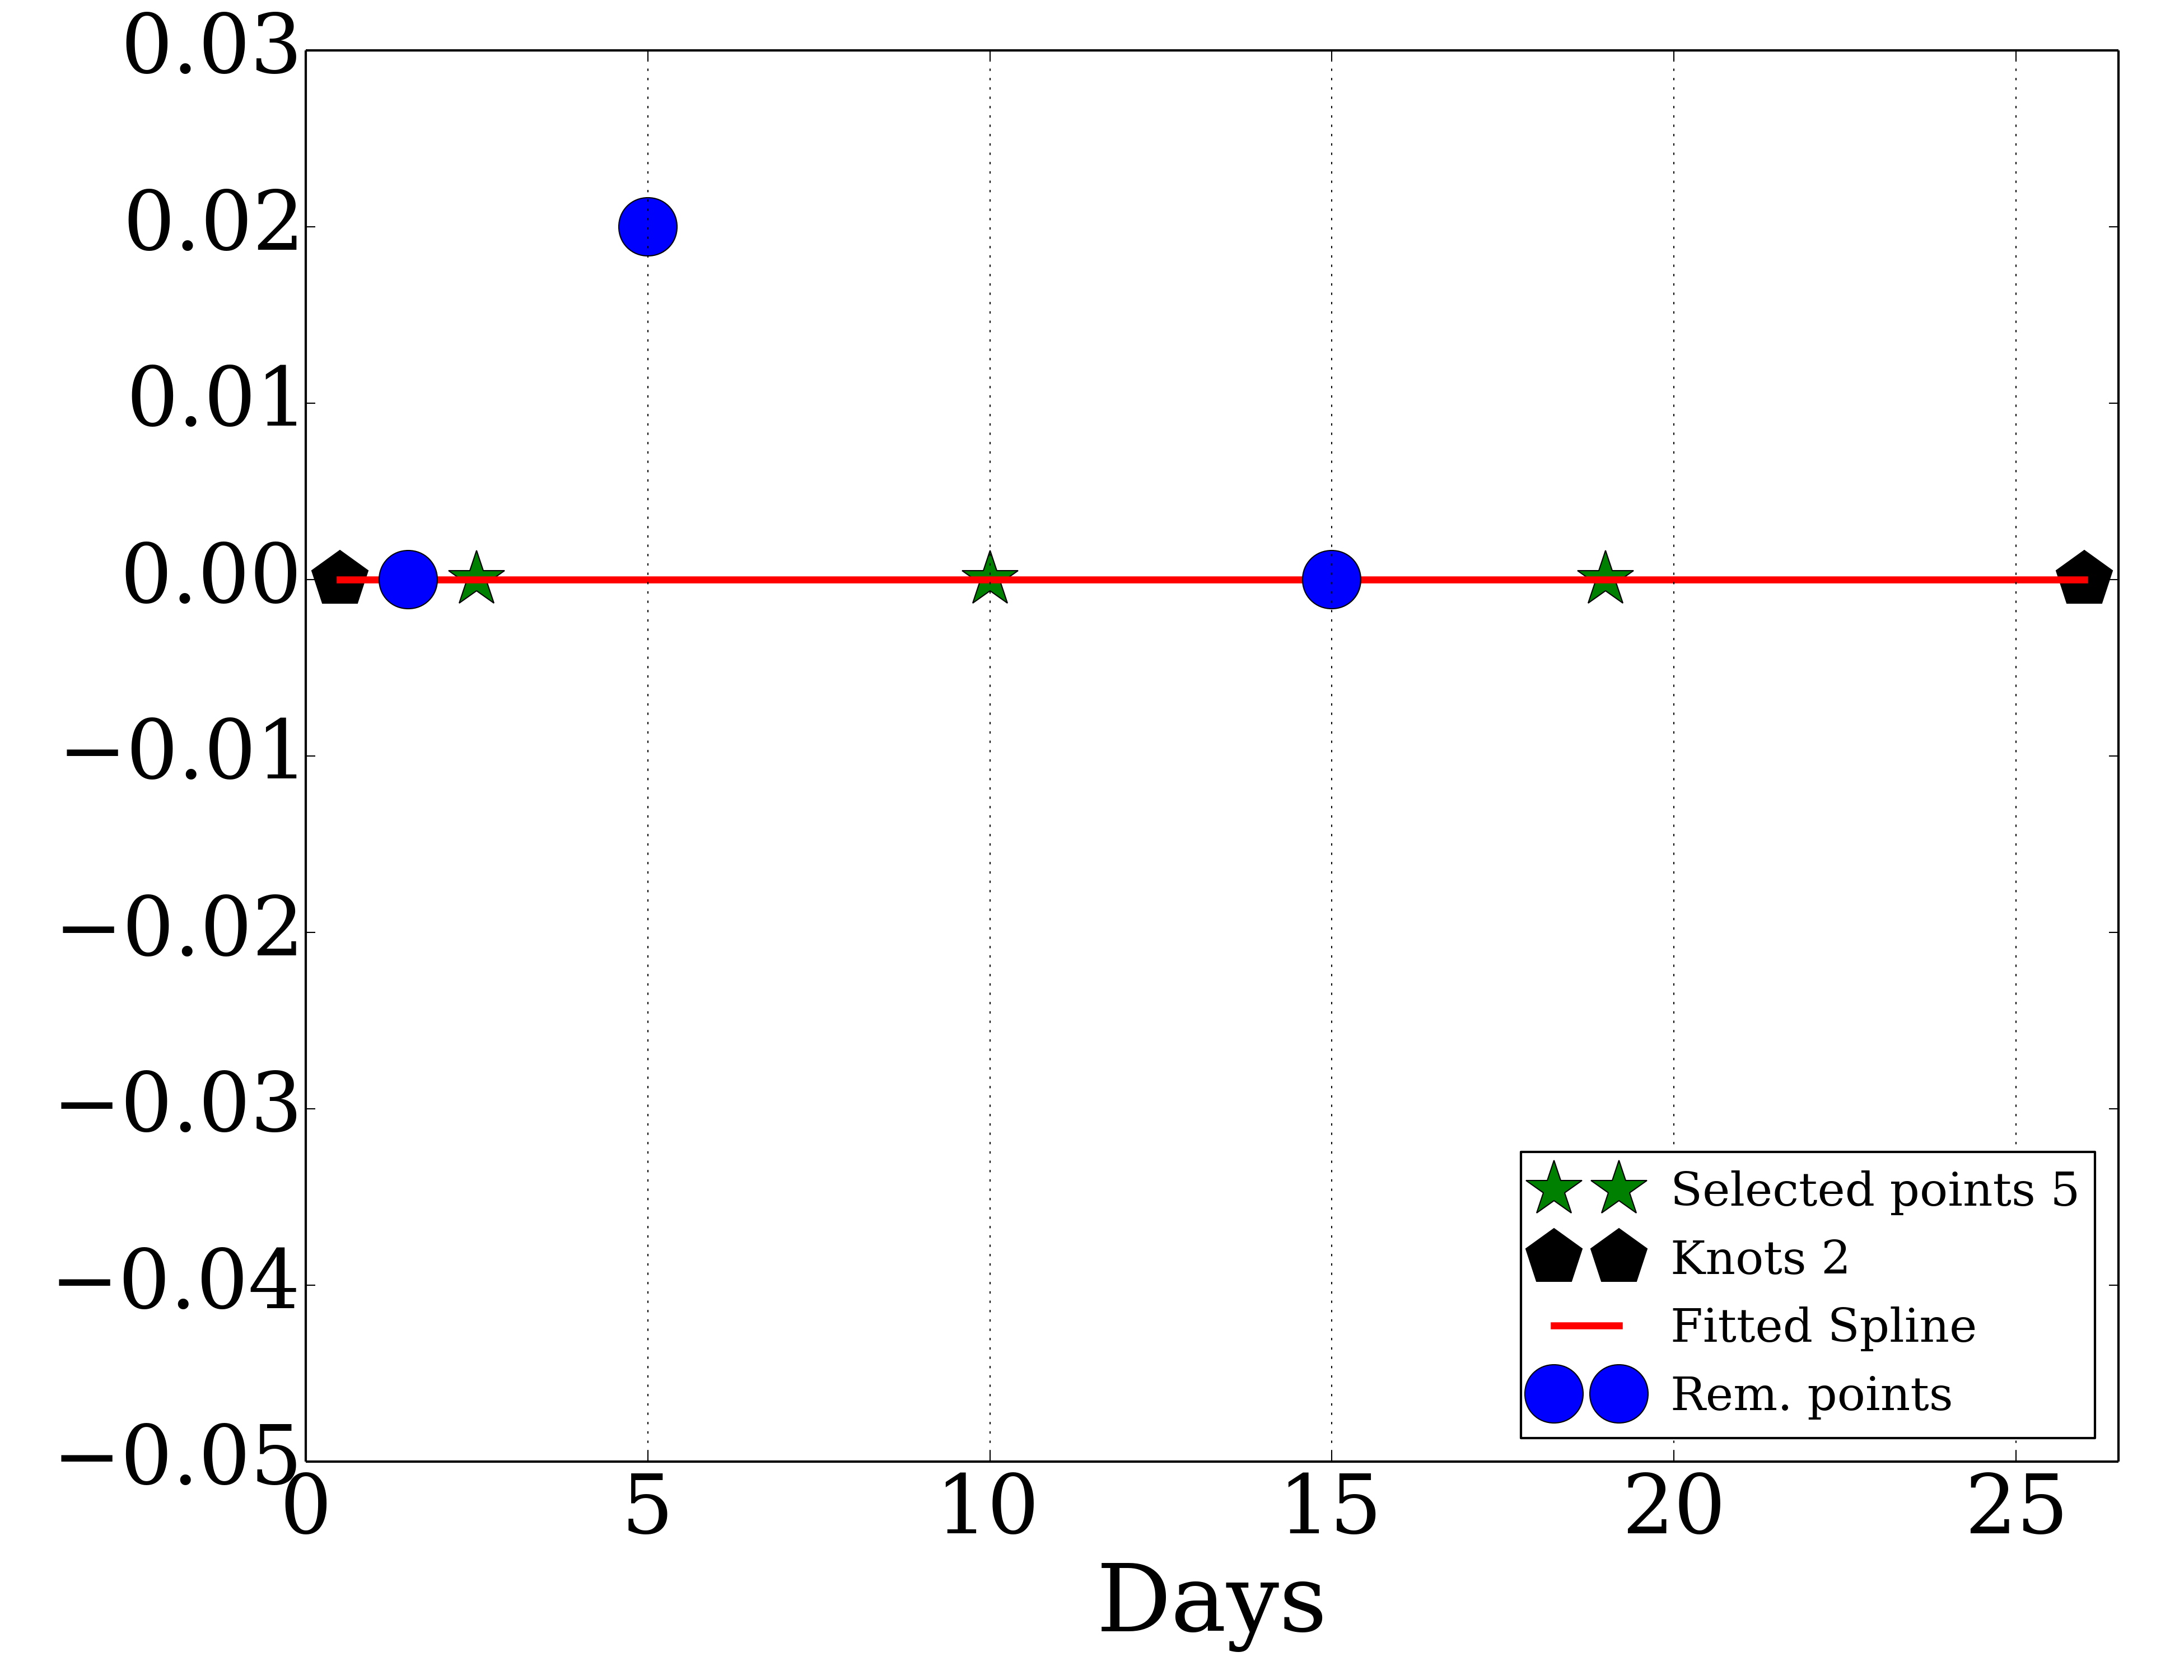 0.03
0.02
0.01
0.00
−0.01
−0.02
−0.03
−0.04
−0.05
0 5 10 15 20 25
Days
Selected points 5
Knots 2
Fitted Spline
Rem. points